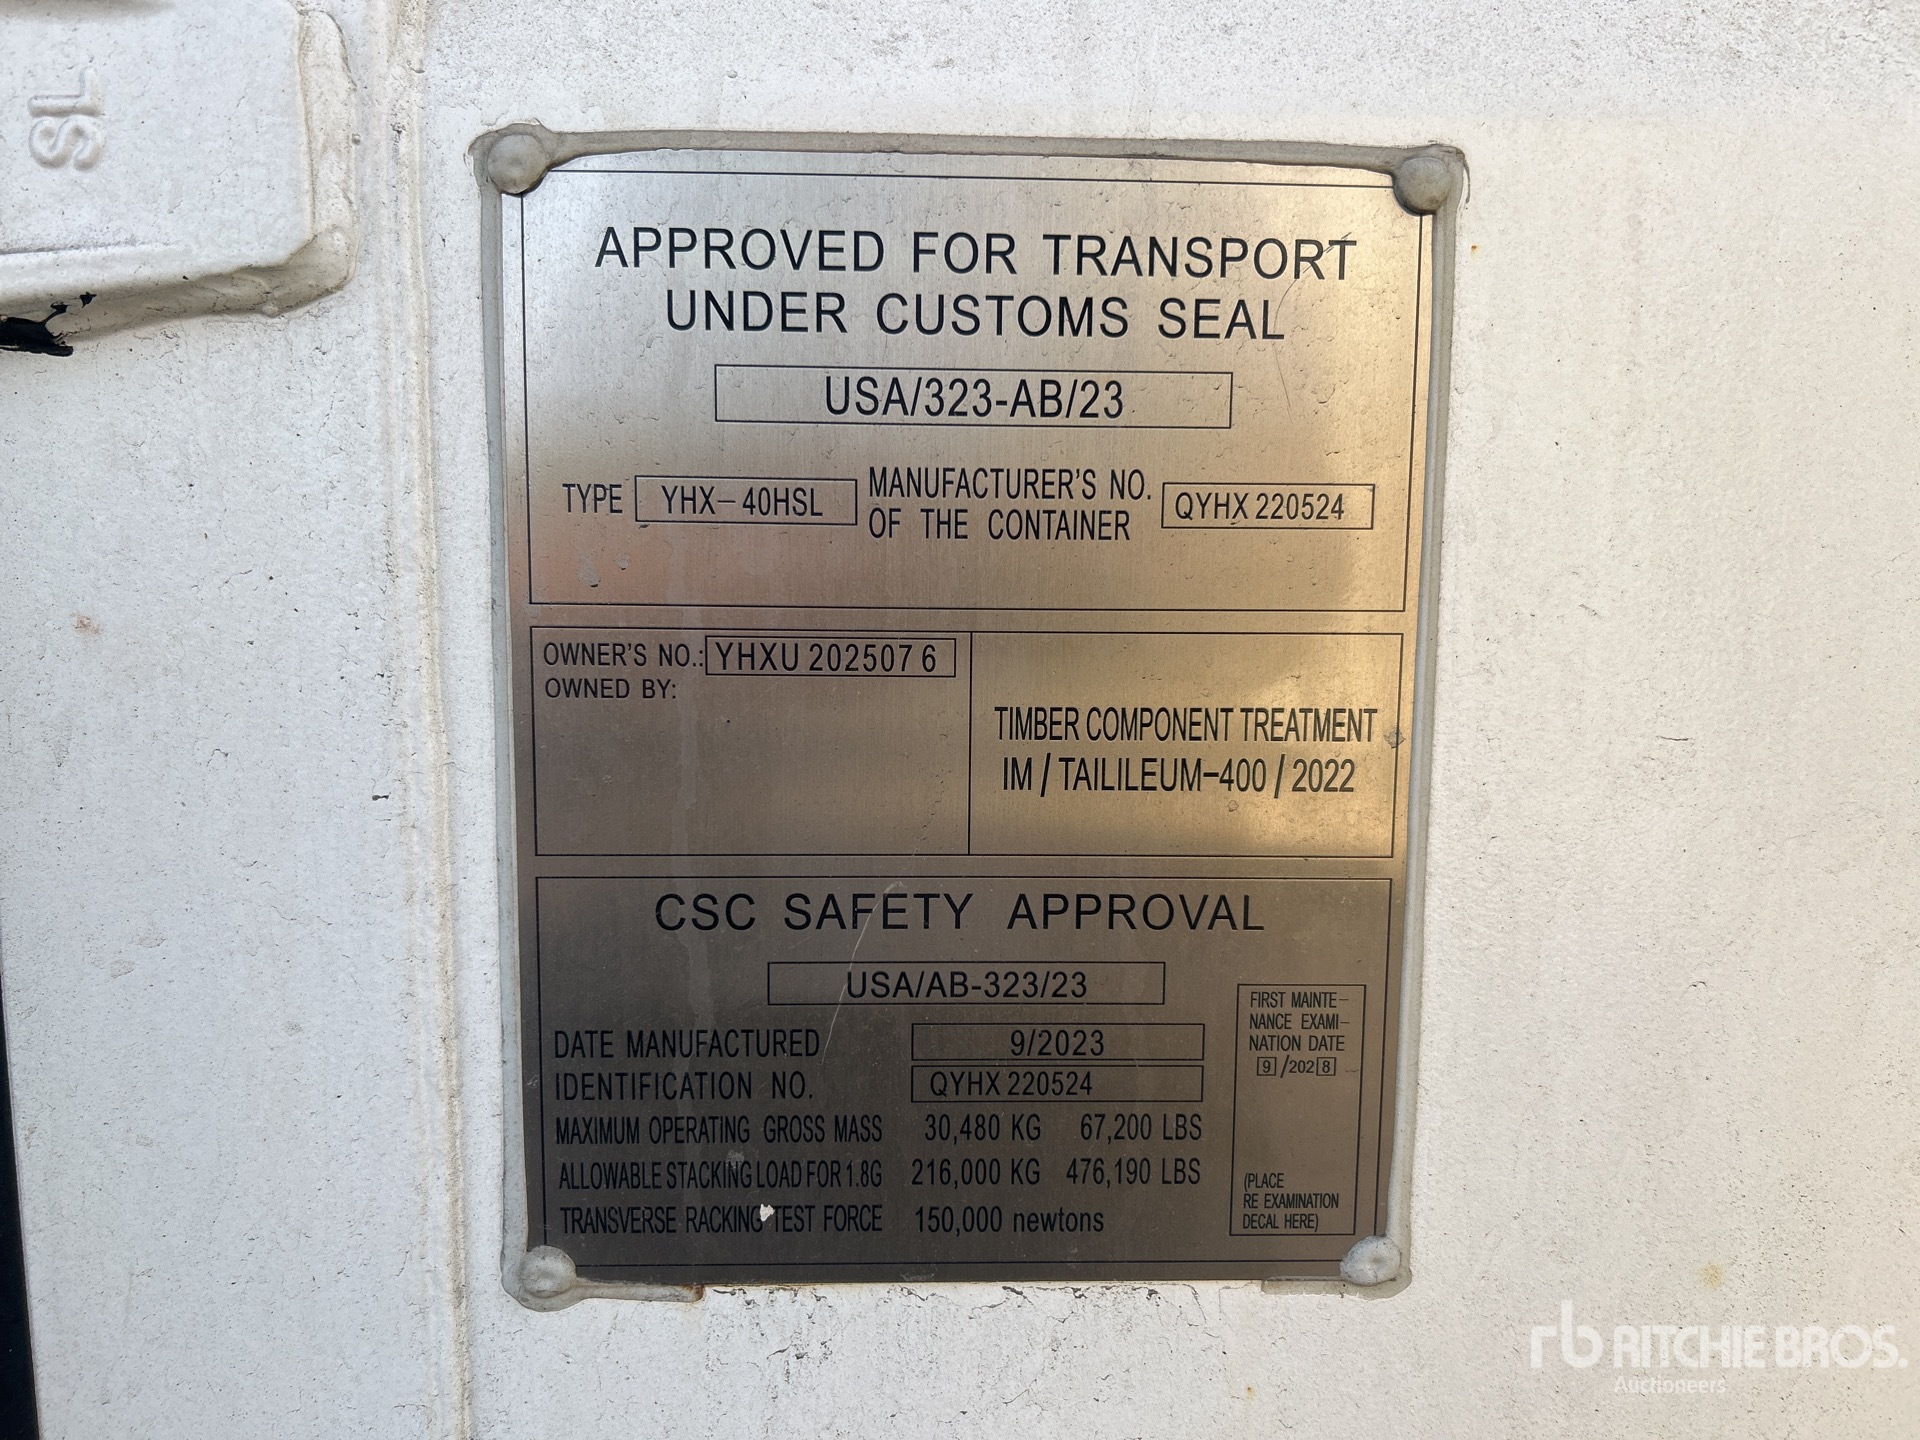 SL
APPROVED FOR TRANSPORT
UNDER CUSTOMS SEAL
USA/323-AB/23
TYPE YHX-40HSL MANUFACTURER'S NO. OF THE CONTAINER QYHX 220524
OWNER'S NO.: YHXU 202507 6
OWNED BY:
TIMBER COMPONENT TREATMENT
IM / TAILILEUM-400 / 2022
CSC SAFETY APPROVAL
USA/AB-323/23
DATE MANUFACTURED 9/2023
IDENTIFICATION NO. QYHX 220524
MAXIMUM OPERATING GROSS MASS 30,480 KG 67,200 LBS
ALLOWABLE STACKING LOAD FOR 1.8G 216,000 KG 476,190 LBS
TRANSVERSE RACKING TEST FORCE 150,000 newtons
FIRST MAINTE-
NANCE EXAMI-
NATION DATE
9/2028
(PLACE
RE EXAMINATION
DECAL HERE)
rb RITCHIE BROS.
Auctioneers